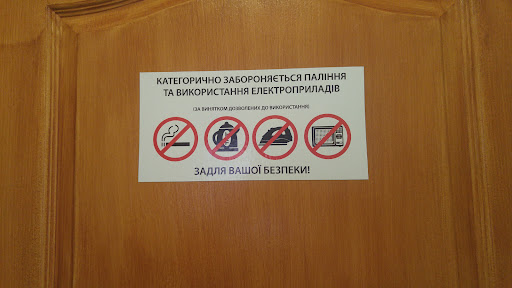 КАТЕГОРИЧНО ЗАБОРОНЯЄТЬСЯ ПАЛІННЯ
ТА ВИКОРИСТАННЯ ЕЛЕКТРОПРИЛАДІВ
(ЗА ВИНЯТКОМ ДОЗВОЛЕНИХ ДО ВИКОРИСТАННЯ)
ЗАДЛЯ ВАШОЇ БЕЗПЕКИ!